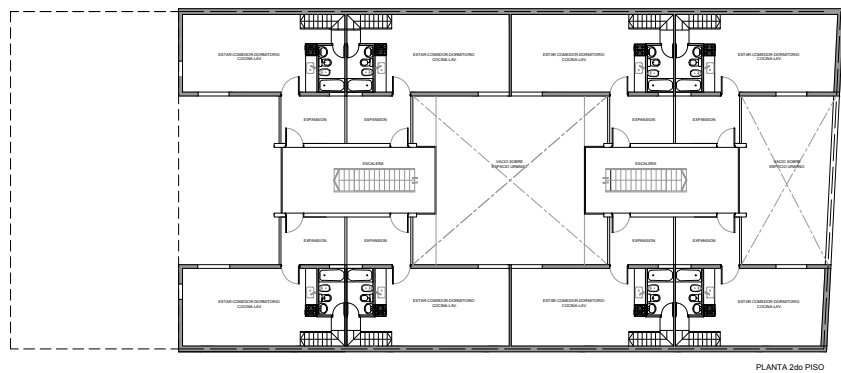 ESTAR-COMEDOR-DORMITORIO
COCINA-LAV.
ESTAR-COMEDOR-DORMITORIO
COCINA-LAV.
ESTAR-COMEDOR-DORMITORIO
COCINA-LAV.
ESTAR-COMEDOR-DORMITORIO
COCINA-LAV.
EXPANSION
EXPANSION
EXPANSION
EXPANSION
ESCALERA
VACIO SOBRE
ESPACIO URBANO
ESCALERA
VACIO SOBRE
ESPACIO URBANO
EXPANSION
EXPANSION
EXPANSION
EXPANSION
ESTAR-COMEDOR-DORMITORIO
COCINA-LAV.
ESTAR-COMEDOR-DORMITORIO
COCINA-LAV.
ESTAR-COMEDOR-DORMITORIO
COCINA-LAV.
ESTAR-COMEDOR-DORMITORIO
COCINA-LAV.
PLANTA 2do PISO